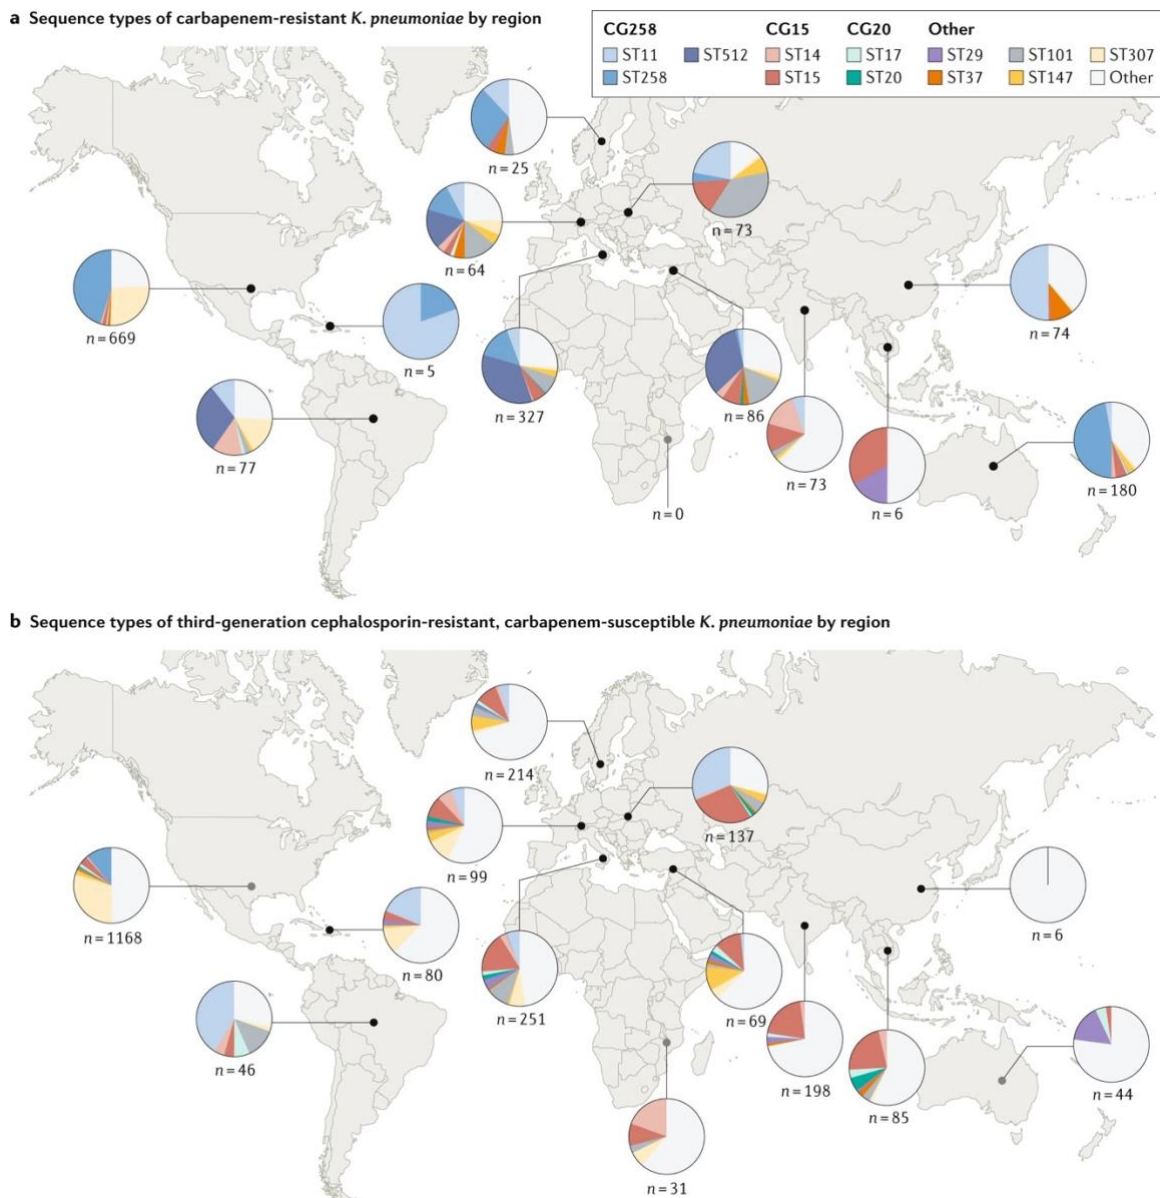 a Sequence types of carbapenem-resistant K. pneumoniae by region
CG258 CG15 CG20 Other
ST11 ST512 ST14 ST17 ST29 ST101 ST307
ST258 ST15 ST20 ST37 ST147 Other
n = 25
n = 73
n = 64
n = 669
n = 74
n = 5
n = 327
n = 86
n = 77
n = 73
n = 180
n = 0
n = 6
b Sequence types of third-generation cephalosporin-resistant, carbapenem-susceptible K. pneumoniae by region
n = 214
n = 137
n = 99
n = 1168
n = 6
n = 80
n = 251
n = 69
n = 46
n = 198
n = 44
n = 85
n = 31